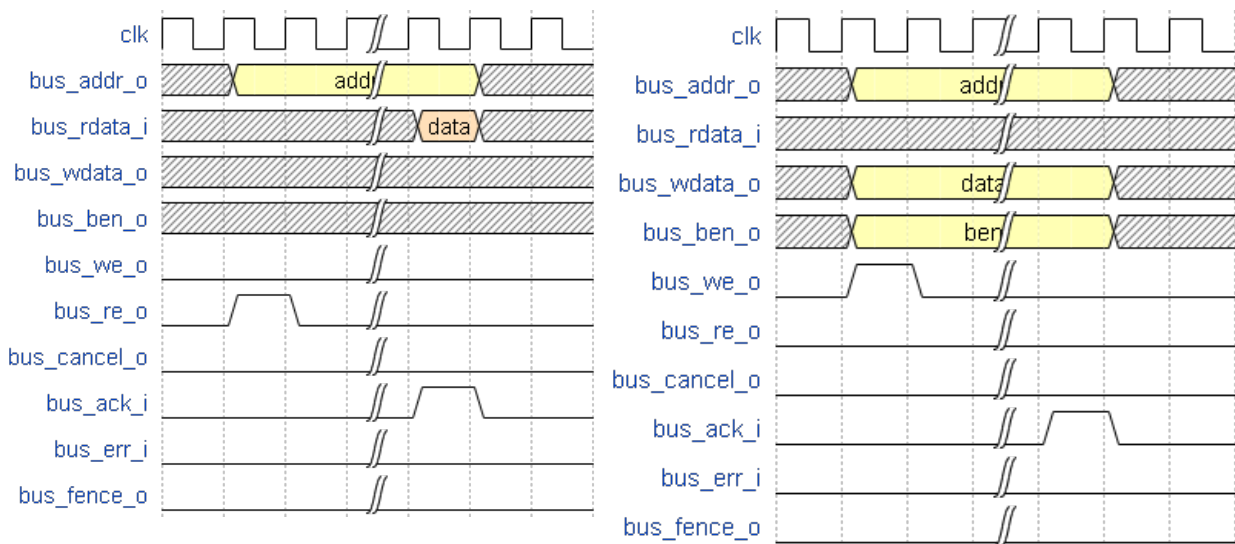 clk
bus_addr_o
addr
bus_rdata_i
data
bus_wdata_o
bus_ben_o
bus_we_o
bus_re_o
bus_cancel_o
bus_ack_i
bus_err_i
bus_fence_o
clk
bus_addr_o
addr
bus_rdata_i
bus_wdata_o
data
bus_ben_o
ben
bus_we_o
bus_re_o
bus_cancel_o
bus_ack_i
bus_err_i
bus_fence_o